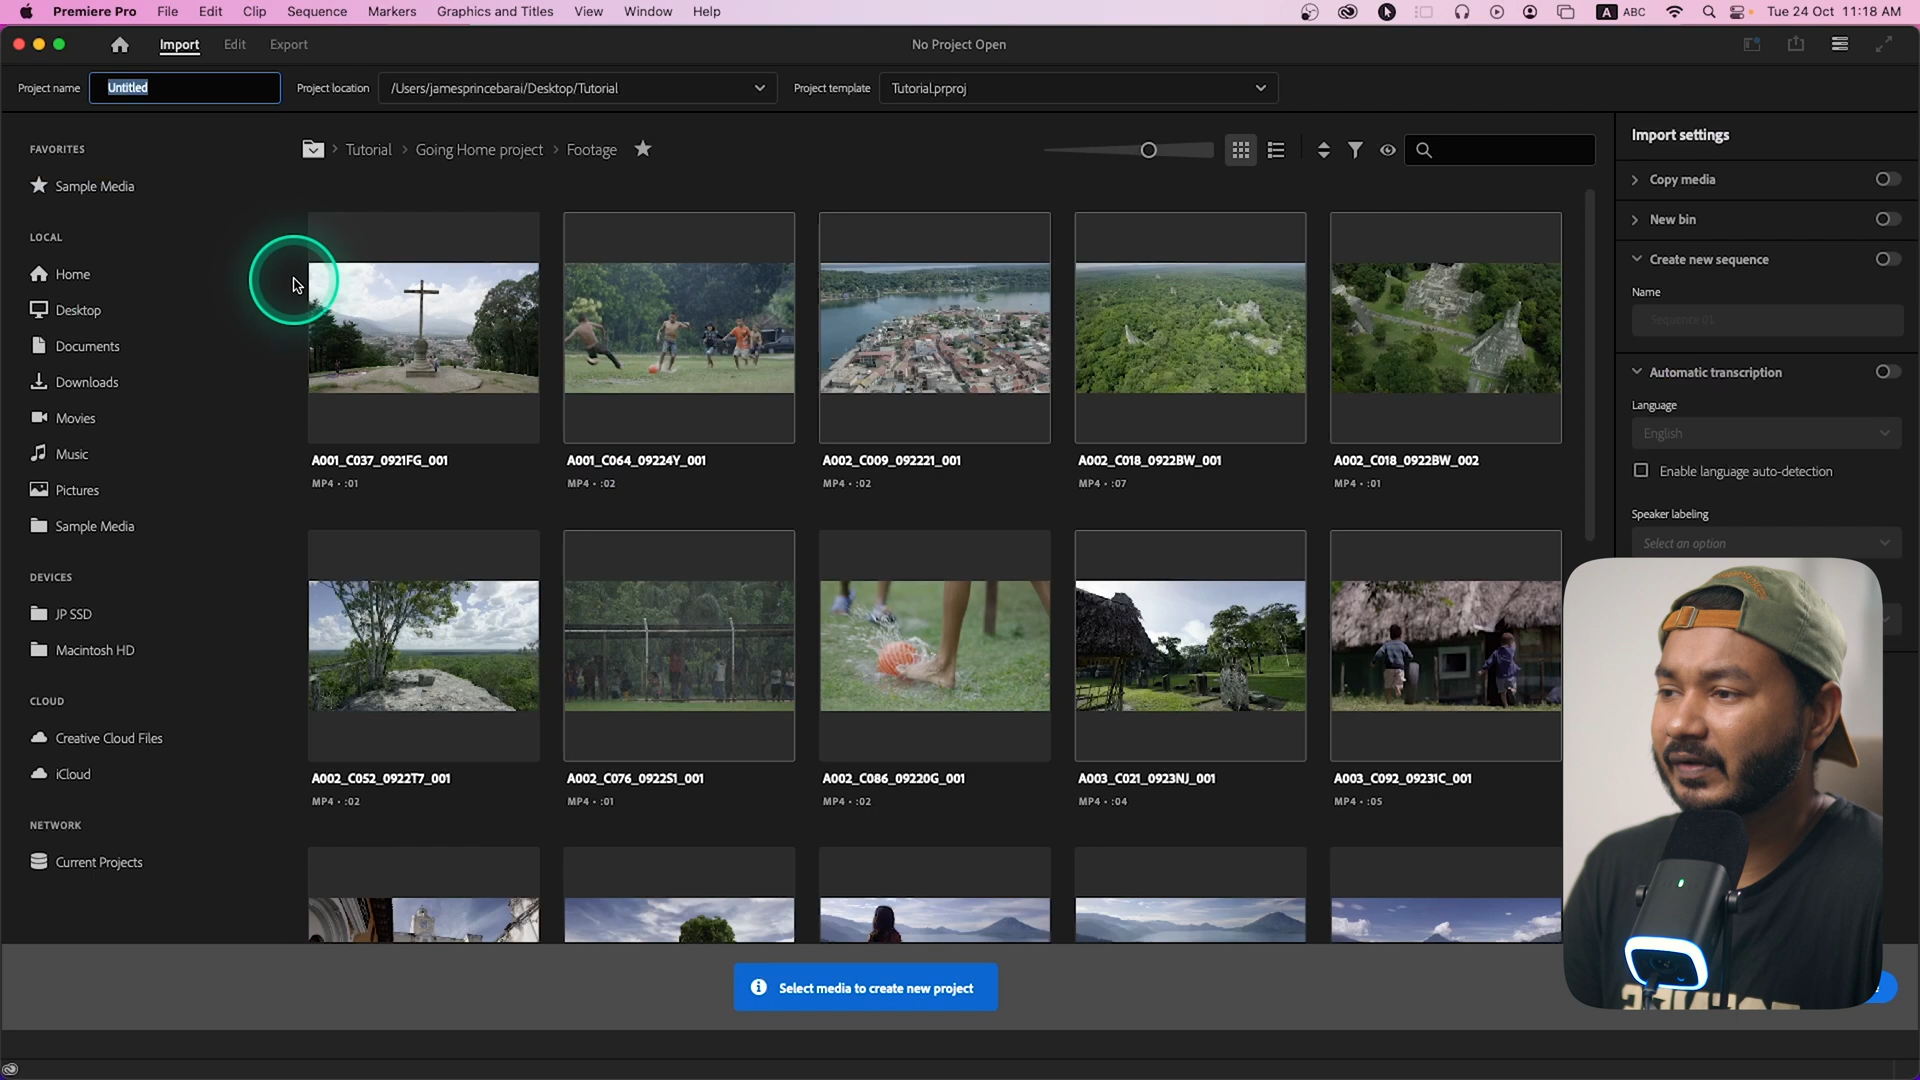 Premiere Pro File Edit Clip Sequence Markers Graphics and Titles View Window Help A ABC Tue 24 Oct 11:18 AM
Import Edit Export No Project Open
Project name Untitled Project location /Users/jamesprincebarai/Desktop/Tutorial Project template Tutorial.prproj
FAVORITES
Sample Media
LOCAL
Home
Desktop
Documents
Downloads
Movies
Music
Pictures
Sample Media
DEVICES
JP SSD
Macintosh HD
CLOUD
Creative Cloud Files
iCloud
NETWORK
Current Projects
Tutorial > Going Home project > Footage
A001_C037_0921FG_001 A001_C064_09224Y_001 A002_C009_092221_001 A002_C018_0922BW_001 A002_C018_0922BW_002
MP4 • :01 MP4 • :02 MP4 • :02 MP4 • :07 MP4 • :01
A002_C052_0922T7_001 A002_C076_0922S1_001 A002_C086_09220G_001 A003_C021_0923NJ_001 A003_C092_09231C_001
MP4 • :02 MP4 • :01 MP4 • :02 MP4 • :04 MP4 • :05
Select media to create new project
Import settings
Copy media
New bin
Create new sequence
Name
Sequence 01
Automatic transcription
Language
English
Enable language auto-detection
Speaker labeling
Select an option